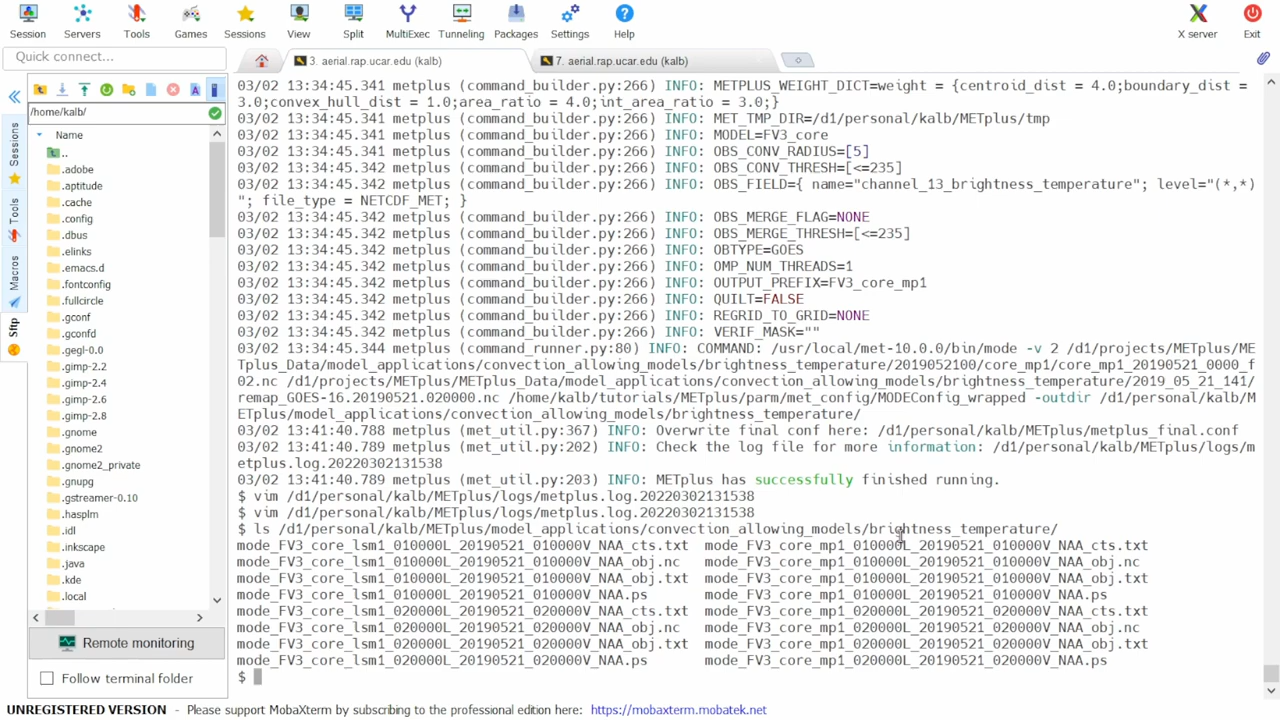 Session Servers Tools Games Sessions View Split MultiExec Tunneling Packages Settings Help X server Exit
Quick connect...
3. aerial.rap.ucar.edu (kalb)
7. aerial.rap.ucar.edu (kalb)
/home/kalb/
Name
..
.adobe
.aptitude
.cache
.config
.dbus
.elinks
.emacs.d
.fontconfig
.fullcircle
.gconf
.gconfd
.gegl-0.0
.gimp-2.2
.gimp-2.4
.gimp-2.6
.gimp-2.8
.gnome
.gnome2
.gnome2_private
.gnupg
.gstreamer-0.10
.hasplm
.idl
.inkscape
.java
.kde
.local
Sessions
Tools
Macros
Sftp
Remote monitoring
Follow terminal folder
03/02 13:34:45.341 metplus (command_builder.py:266) INFO: METPLUS_WEIGHT_DICT=weight = {centroid_dist = 4.0;boundary_dist =
3.0;convex_hull_dist = 1.0;area_ratio = 4.0;int_area_ratio = 3.0;}
03/02 13:34:45.341 metplus (command_builder.py:266) INFO: MET_TMP_DIR=/d1/personal/kalb/METplus/tmp
03/02 13:34:45.341 metplus (command_builder.py:266) INFO: MODEL=FV3_core
03/02 13:34:45.341 metplus (command_builder.py:266) INFO: OBS_CONV_RADIUS=[5]
03/02 13:34:45.341 metplus (command_builder.py:266) INFO: OBS_CONV_THRESH=[<=235]
03/02 13:34:45.341 metplus (command_builder.py:266) INFO: OBS_FIELD={ name="channel_13_brightness_temperature"; level="(*,*)
"; file_type = NETCDF_MET; }
03/02 13:34:45.342 metplus (command_builder.py:266) INFO: OBS_MERGE_FLAG=NONE
03/02 13:34:45.342 metplus (command_builder.py:266) INFO: OBS_MERGE_THRESH=[<=235]
03/02 13:34:45.342 metplus (command_builder.py:266) INFO: OBTYPE=GOES
03/02 13:34:45.342 metplus (command_builder.py:266) INFO: OMP_NUM_THREADS=1
03/02 13:34:45.342 metplus (command_builder.py:266) INFO: OUTPUT_PREFIX=FV3_core_mp1
03/02 13:34:45.342 metplus (command_builder.py:266) INFO: QUILT=FALSE
03/02 13:34:45.342 metplus (command_builder.py:266) INFO: REGRID_TO_GRID=NONE
03/02 13:34:45.342 metplus (command_builder.py:266) INFO: VERIF_MASK=""
03/02 13:34:45.344 metplus (command_runner.py:80) INFO: COMMAND: /usr/local/met-10.0.0/bin/mode -v 2 /d1/projects/METplus/ME
Tplus_Data/model_applications/convection_allowing_models/brightness_temperature/2019052100/core_mp1/core_mp1_20190521_0000_f
02.nc /d1/projects/METplus/METplus_Data/model_applications/convection_allowing_models/brightness_temperature/2019_05_21_141/
remap_GOES-16.20190521.020000.nc /home/kalb/tutorials/METplus/parm/met_config/MODEConfig_wrapped -outdir /d1/personal/kalb/M
ETplus/model_applications/convection_allowing_models/brightness_temperature/
03/02 13:41:40.788 metplus (met_util.py:367) INFO: Overwrite final conf here: /d1/personal/kalb/METplus/metplus_final.conf
03/02 13:41:40.789 metplus (met_util.py:202) INFO: Check the log file for more information: /d1/personal/kalb/METplus/logs/m
etplus.log.20220302131538
03/02 13:41:40.789 metplus (met_util.py:203) INFO: METplus has successfully finished running.
$ vim /d1/personal/kalb/METplus/logs/metplus.log.20220302131538
$ vim /d1/personal/kalb/METplus/logs/metplus.log.20220302131538
$ ls /d1/personal/kalb/METplus/model_applications/convection_allowing_models/brightness_temperature/
mode_FV3_core_lsm1_010000L_20190521_010000V_NAA_cts.txt mode_FV3_core_mp1_010000L_20190521_010000V_NAA_cts.txt
mode_FV3_core_lsm1_010000L_20190521_010000V_NAA_obj.nc mode_FV3_core_mp1_010000L_20190521_010000V_NAA_obj.nc
mode_FV3_core_lsm1_010000L_20190521_010000V_NAA_obj.txt mode_FV3_core_mp1_010000L_20190521_010000V_NAA_obj.txt
mode_FV3_core_lsm1_010000L_20190521_010000V_NAA.ps mode_FV3_core_mp1_010000L_20190521_010000V_NAA.ps
mode_FV3_core_lsm1_020000L_20190521_020000V_NAA_cts.txt mode_FV3_core_mp1_020000L_20190521_020000V_NAA_cts.txt
mode_FV3_core_lsm1_020000L_20190521_020000V_NAA_obj.nc mode_FV3_core_mp1_020000L_20190521_020000V_NAA_obj.nc
mode_FV3_core_lsm1_020000L_20190521_020000V_NAA_obj.txt mode_FV3_core_mp1_020000L_20190521_020000V_NAA_obj.txt
mode_FV3_core_lsm1_020000L_20190521_020000V_NAA.ps mode_FV3_core_mp1_020000L_20190521_020000V_NAA.ps
$
UNREGISTERED VERSION - Please support MobaXterm by subscribing to the professional edition here: https://mobaxterm.mobatek.net